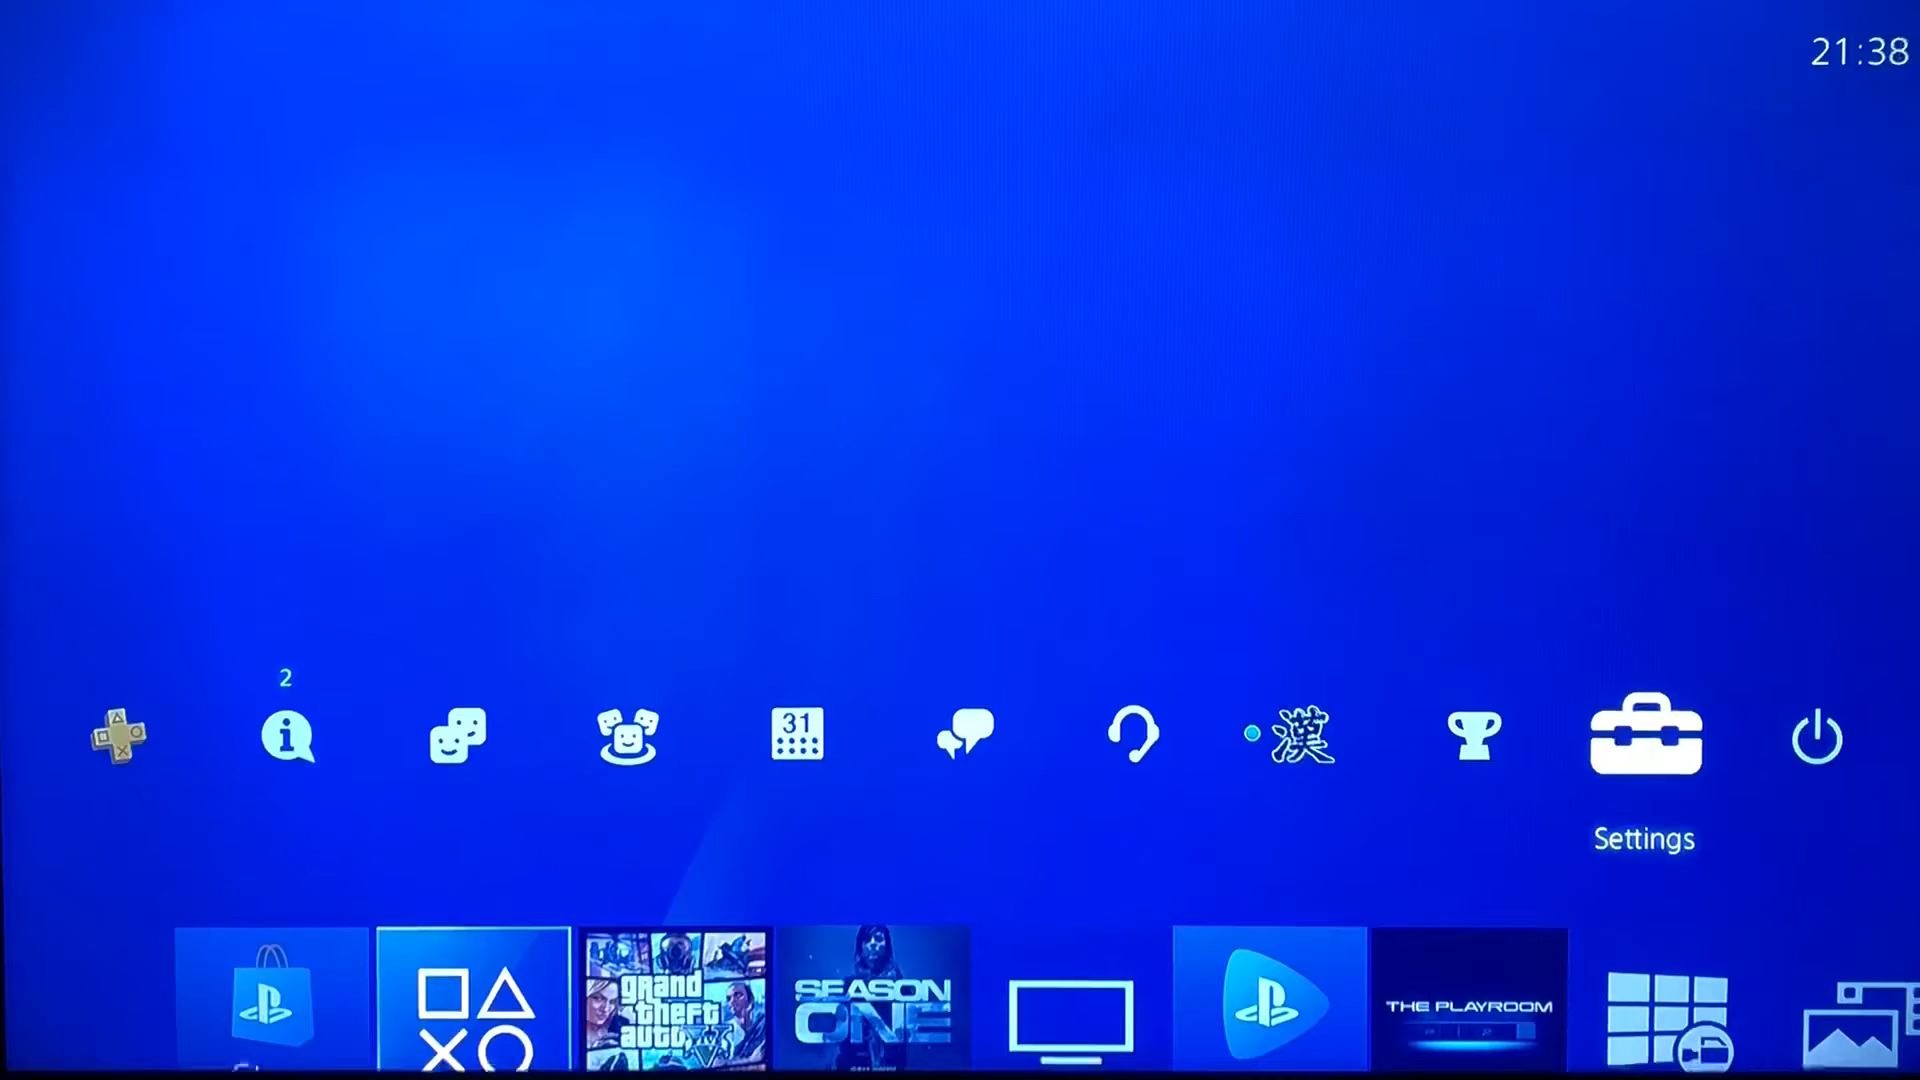 21:38
2
31
漢
Settings
grand
theft
auto
V
SEASON
ONE
THE PLAYROOM